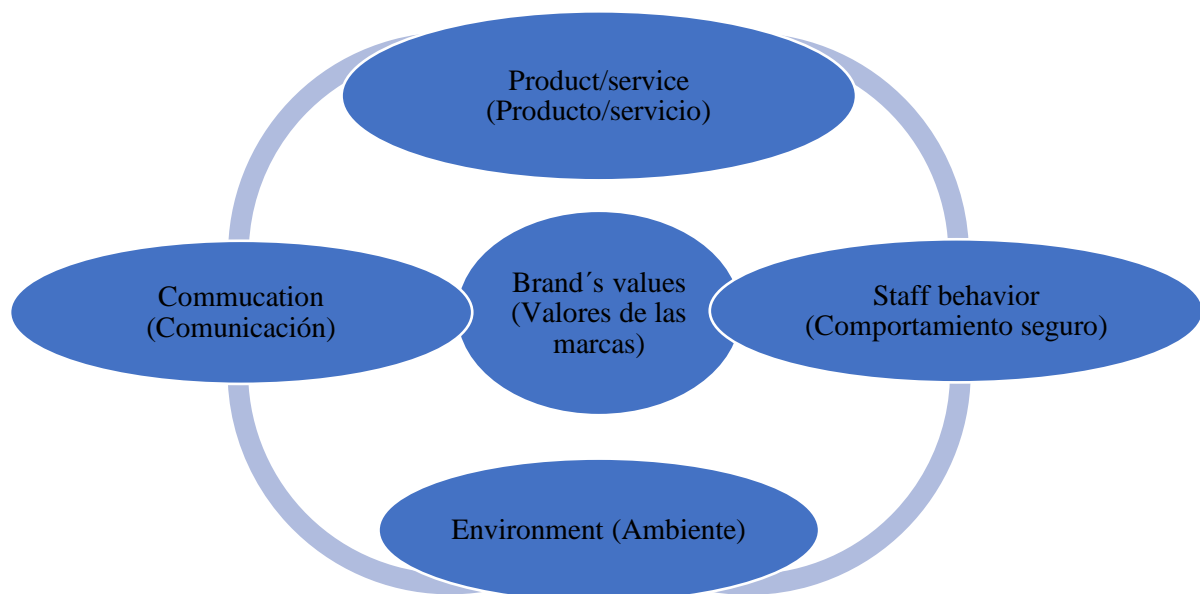 Product/service
(Producto/servicio)
Commucation
(Comunicación)
Brand´s values
(Valores de las
marcas)
Staff behavior
(Comportamiento seguro)
Environment (Ambiente)